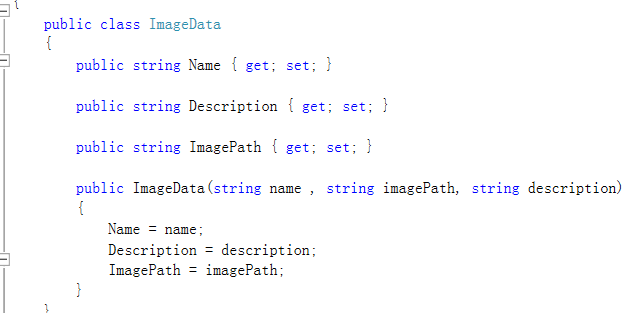 {
public class ImageData
{
public string Name { get; set; }
public string Description { get; set; }
public string ImagePath { get; set; }
public ImageData(string name , string imagePath, string description)
{
Name = name;
Description = description;
ImagePath = imagePath;
}
}